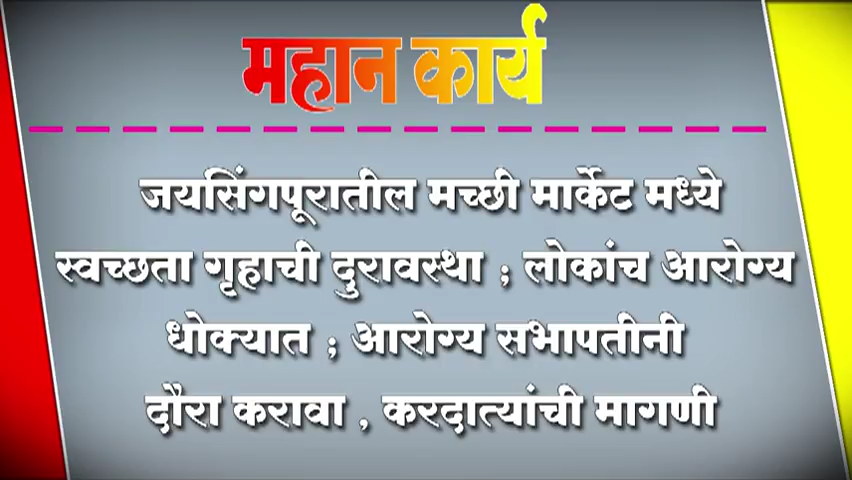 महान कार्य
जयसिंगपूरातील मच्छी मार्केट मध्ये
स्वच्छता गृहाची दुरावस्था ; लोकांच आरोग्य
धोक्यात ; आरोग्य सभापतीनी
दौरा करावा , करदात्यांची मागणी